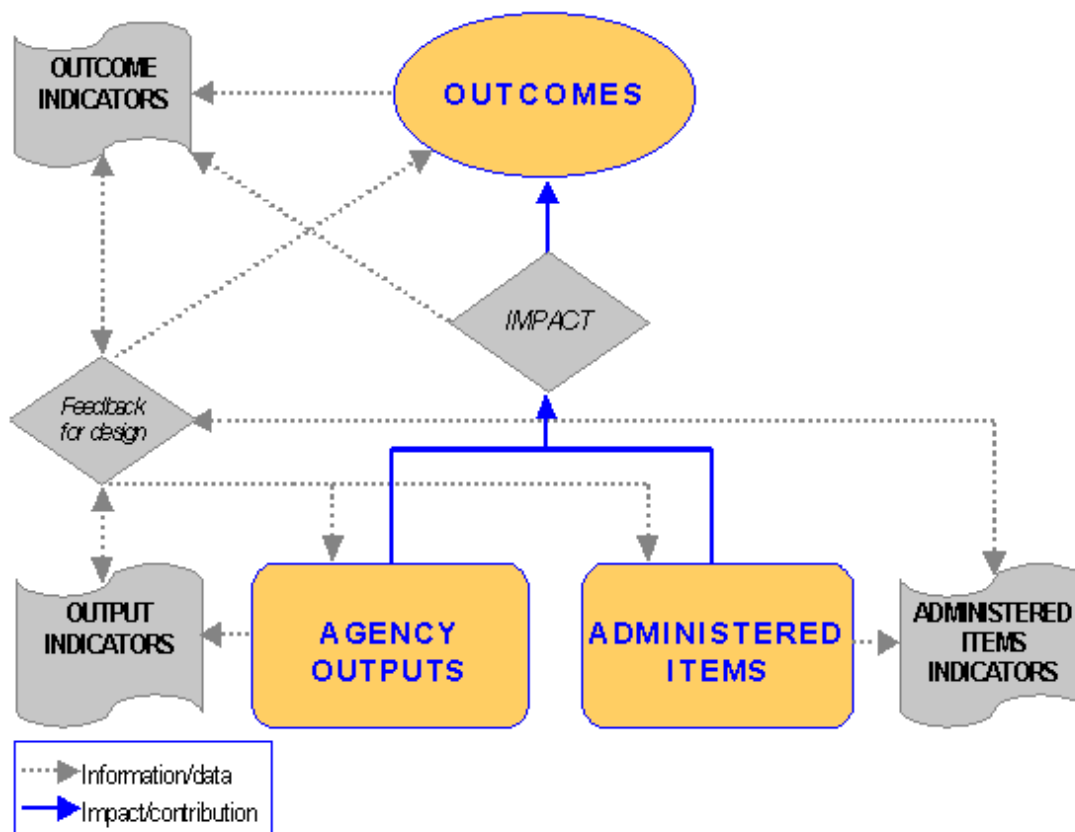 OUTCOME
INDICATORS
OUTCOMES
IMPACT
Feedback
for design
OUTPUT
INDICATORS
AGENCY
OUTPUTS
ADMINISTERED
ITEMS
ADMINISTERED
ITEMS
INDICATORS
Information/data
Impact/contribution